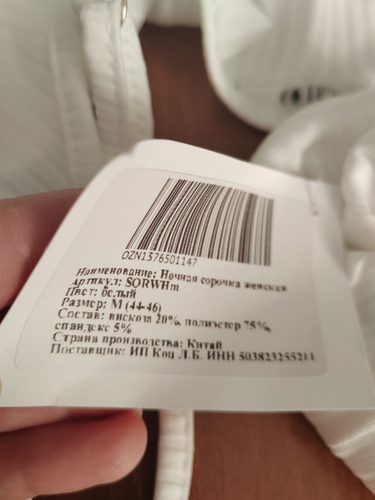 OZN1376501147
Наименование: Ночная сорочка женская
Артикул: SORWHm
Цвет: белый
Размер: M (44-46)
Состав: вискоза 20%, полиэстер 75%,
спандекс 5%
Страна производства: Китай
Поставщик: ИП Коц Л.Б. ИНН 503823255211